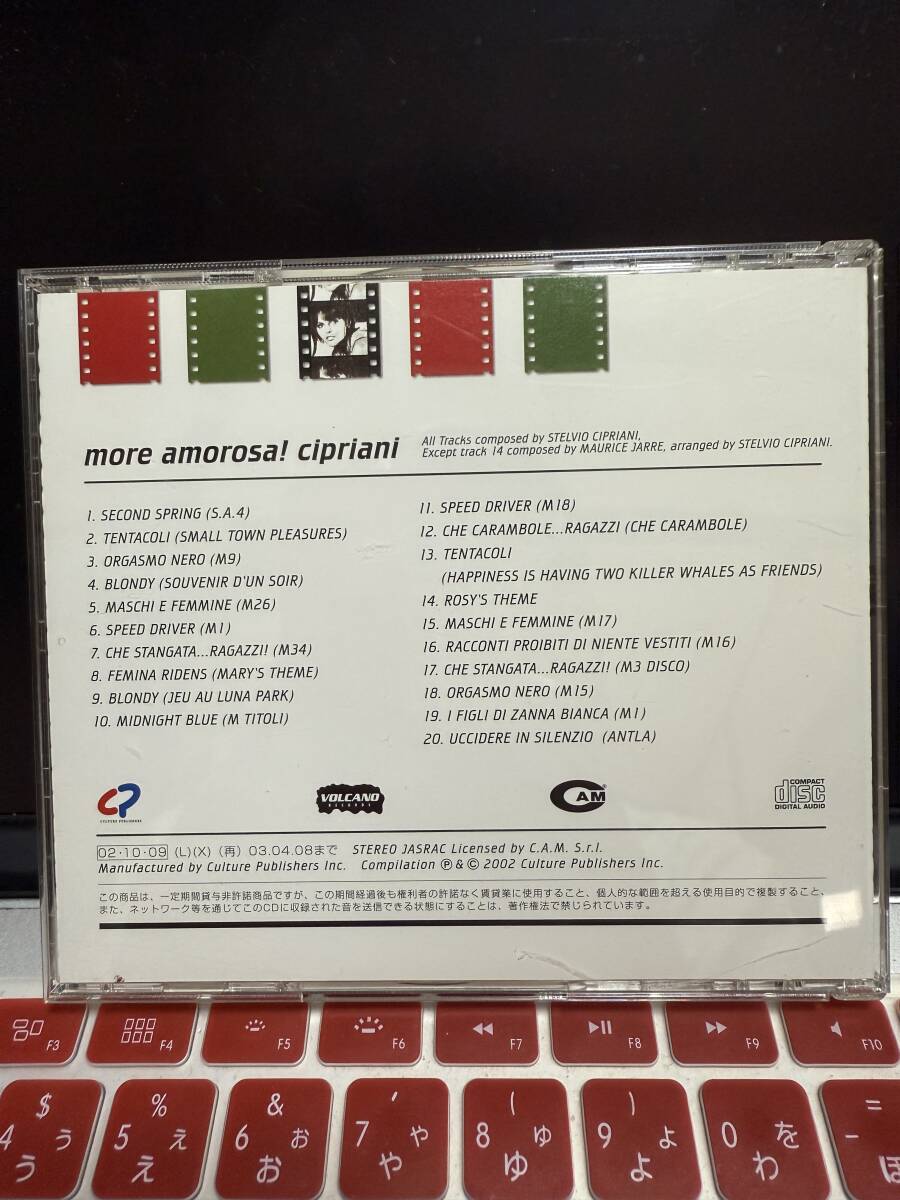 more amorosa! cipriani
All Tracks composed by STELVIO CIPRIANI,
Except track 14 composed by MAURICE JARRE, arranged by STELVIO CIPRIANI.
1. SECOND SPRING (S.A.4)
2. TENTACOLI (SMALL TOWN PLEASURES)
3. ORGASMO NERO (M9)
4. BLONDY (SOUVENIR D'UN SOIR)
5. MASCHI E FEMMINE (M26)
6. SPEED DRIVER (M1)
7. CHE STANGATA...RAGAZZI! (M34)
8. FEMINA RIDENS (MARY'S THEME)
9. BLONDY (JEU AU LUNA PARK)
10. MIDNIGHT BLUE (M TITOLI)
11. SPEED DRIVER (M18)
12. CHE CARAMBOLE...RAGAZZI (CHE CARAMBOLE)
13. TENTACOLI
(HAPPINESS IS HAVING TWO KILLER WHALES AS FRIENDS)
14. ROSY'S THEME
15. MASCHI E FEMMINE (M17)
16. RACCONTI PROIBITI DI NIENTE VESTITI (M16)
17. CHE STANGATA...RAGAZZI! (M3 DISCO)
18. ORGASMO NERO (M15)
19. I FIGLI DI ZANNA BIANCA (M1)
20. UCCIDERE IN SILENZIO (ANTLA)
CP
CULTURE PUBLISHERS
VOLCANO
RECORDS
CAM®
COMPACT
disc
DIGITAL AUDIO
02・10・09 (L)(X) (再) 03.04.08まで STEREO JASRAC Licensed by C.A.M. S.r.l.
Manufactured by Culture Publishers Inc. Compilation Ⓟ & © 2002 Culture Publishers Inc.
この商品は、一定期間貸与非許諾商品ですが、この期間経過後も権利者の許諾なく賃貸業に使用すること、個人的な範囲を超える使用目的で複製すること、
また、ネットワーク等を通じてこのCDに収録された音を送信できる状態にすることは、著作権法で禁じられています。
F3 F4 F5 F6 F7 F8 F9 F10
$ % & ' ( ) =
4 ぅ 5 ぇ 6 ぉ 7 ゃ 8 ゅ 9 ょ 0 を -
う え お や ゆ よ わ ほ